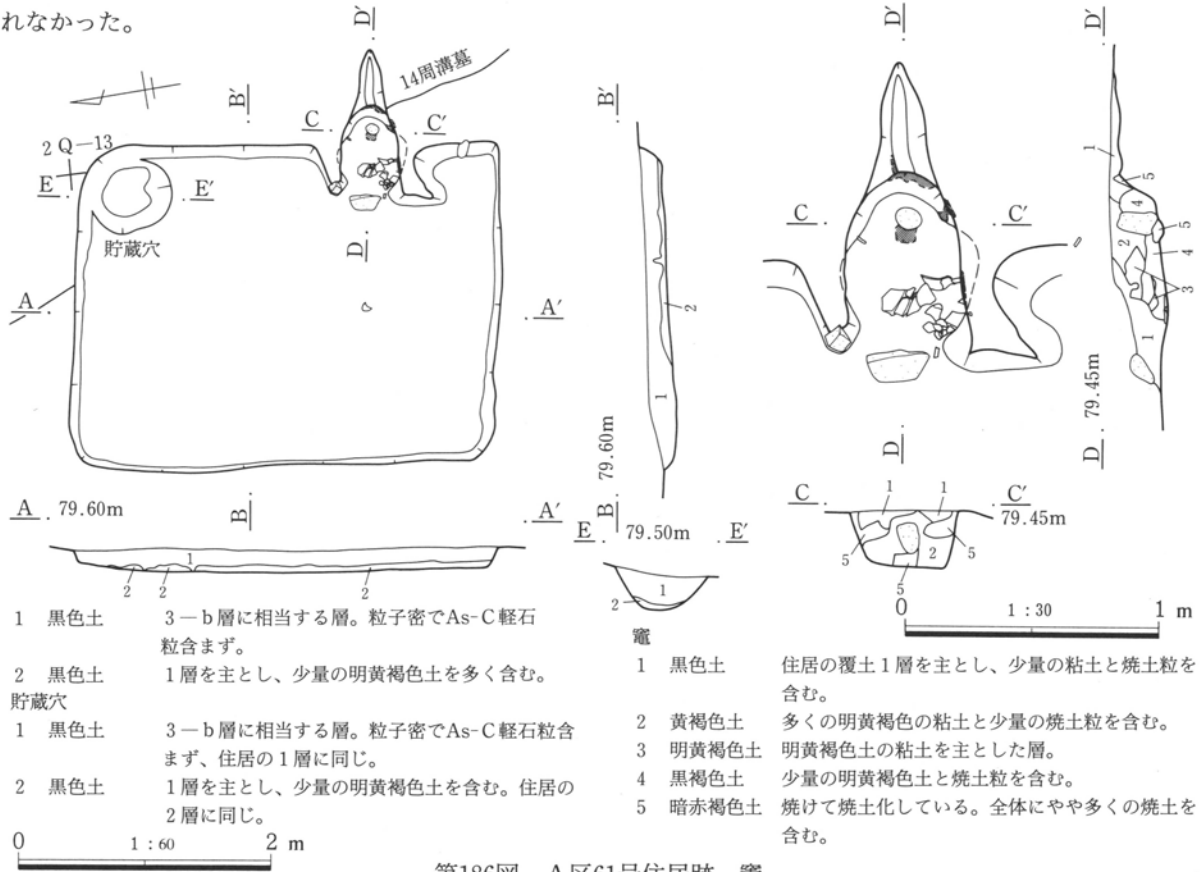 れなかった。
D′
14周溝墓
B′
C
C′
2 Q—13
E
E′
貯蔵穴
D
A
A′
B
A 79.60m
A′
1
2 2 2
B′
2
1
79.60m
B
E 79.50m E′
1
2
D′
C
C′
D
D′
1
5
4
2
5
4
3
1
79.45m
D
C
1 1
C′
79.45m
5 2 5
5
0 1:30 1 m
1 黒色土 3―b層に相当する層。粒子密でAs-C軽石
粒含まず。
2 黒色土 1層を主とし、少量の明黄褐色土を多く含む。
貯蔵穴
1 黒色土 3―b層に相当する層。粒子密でAs-C軽石粒含
まず、住居の1層に同じ。
2 黒色土 1層を主とし、少量の明黄褐色土を含む。住居の
2層に同じ。
0 1:60 2 m
竈
1 黒色土 住居の覆土1層を主とし、少量の粘土と焼土粒を
含む。
2 黄褐色土 多くの明黄褐色の粘土と少量の焼土粒を含む。
3 明黄褐色土 明黄褐色土の粘土を主とした層。
4 黒褐色土 少量の明黄褐色土と焼土粒を含む。
5 暗赤褐色土 焼けて焼土化している。全体にやや多くの焼土を
含む。
第186図 A区61号住居跡・竈